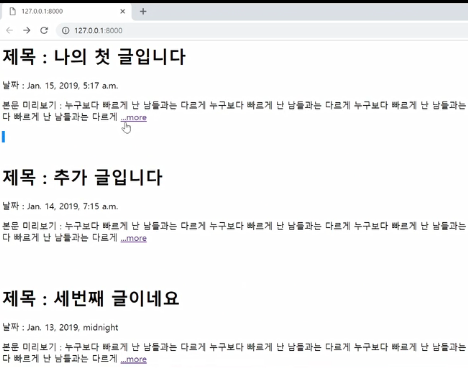 127.0.0.1:8000
127.0.0.1:8000
제목 : 나의 첫 글입니다
날짜 : Jan. 15, 2019, 5:17 a.m.
본문 미리보기 : 누구보다 빠르게 난 남들과는 다르게 누구보다 빠르게 난 남들과는 다르게 누구보다 빠르게 난 남들과는 다르게 누구보
다 빠르게 난 남들과는 다르게 ...more
제목 : 추가 글입니다
날짜 : Jan. 14, 2019, 7:15 a.m.
본문 미리보기 : 누구보다 빠르게 난 남들과는 다르게 누구보다 빠르게 난 남들과는 다르게 누구보다 빠르게 난 남들과는 다르게 누구보
다 빠르게 난 남들과는 다르게 ...more
제목 : 세번째 글이네요
날짜 : Jan. 13, 2019, midnight
본문 미리보기 : 누구보다 빠르게 난 남들과는 다르게 누구보다 빠르게 난 남들과는 다르게 누구보다 빠르게 난 남들과는 다르게 누구보
다 빠르게 난 남들과는 다르게 ...more